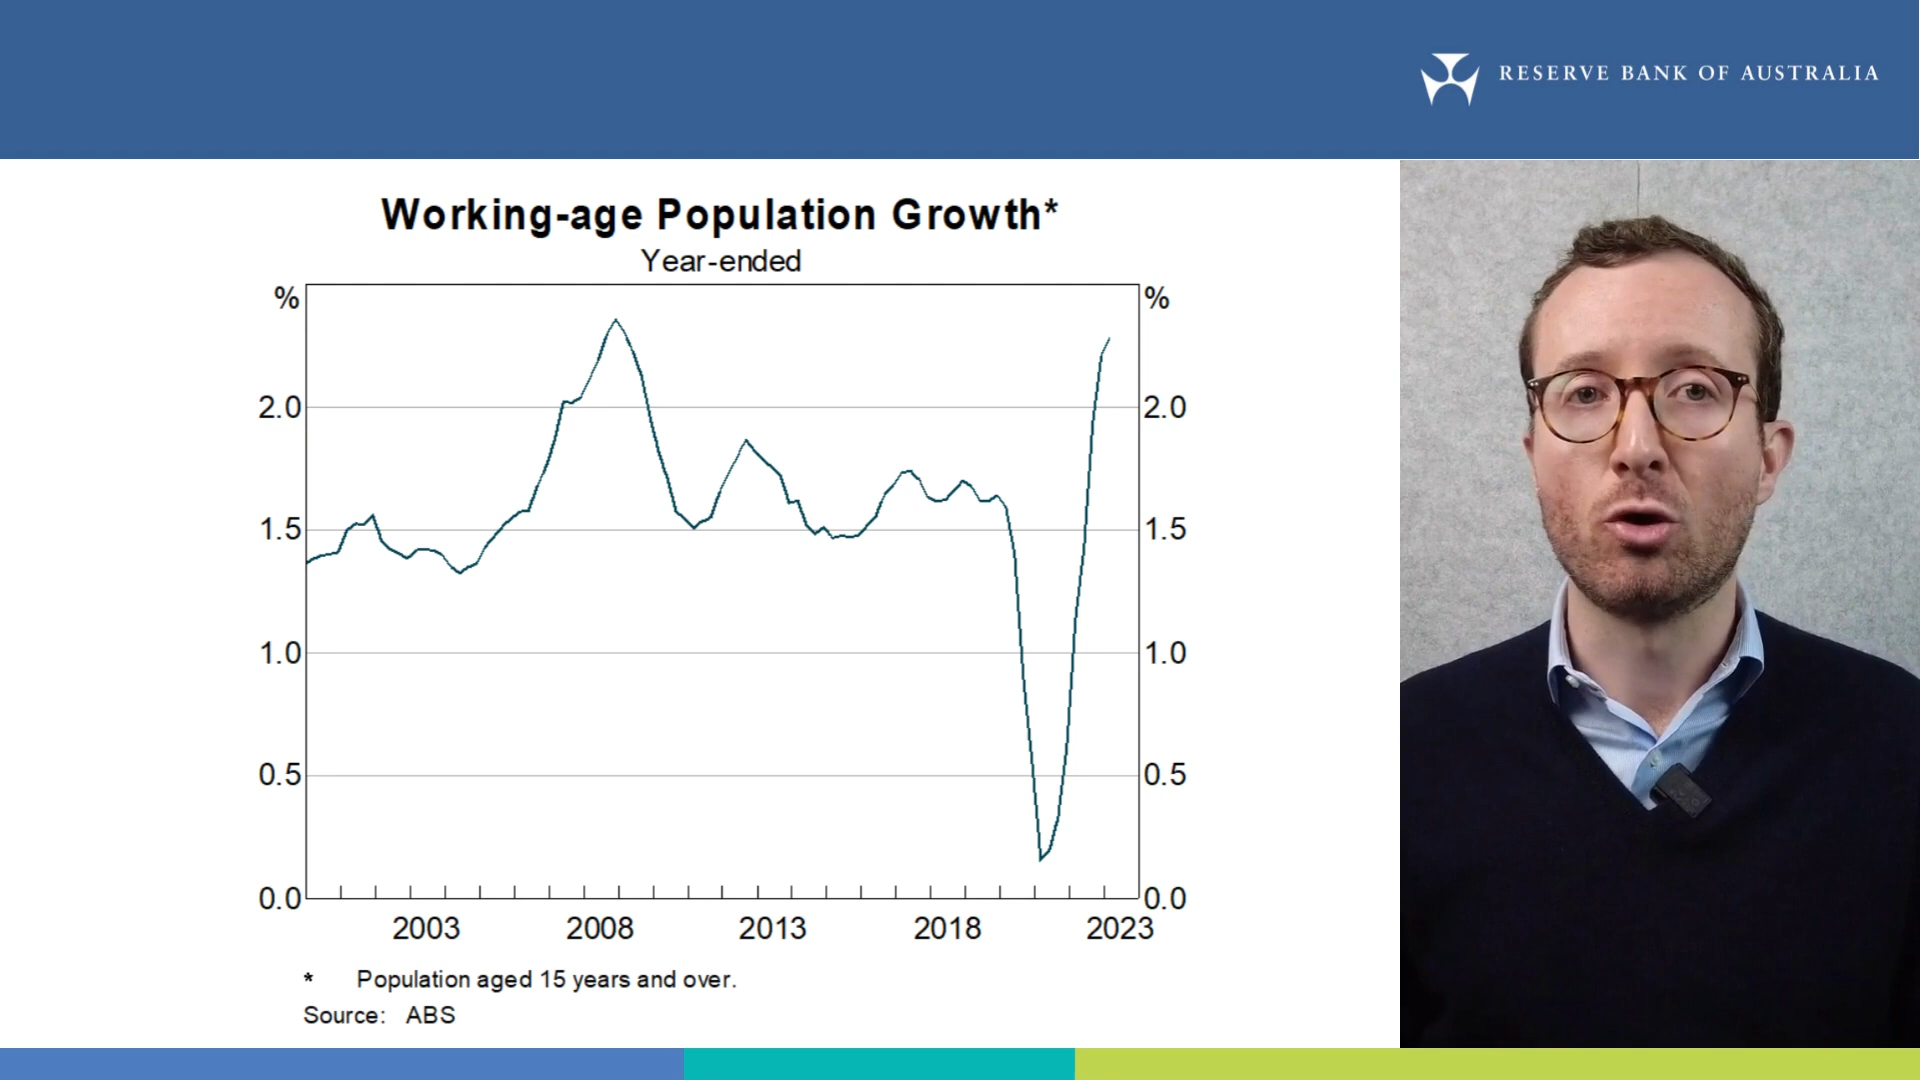 RESERVE BANK OF AUSTRALIA
Working-age Population Growth*
Year-ended
% %
2.0 2.0
1.5 1.5
1.0 1.0
0.5 0.5
0.0 0.0
2003 2008 2013 2018 2023
* Population aged 15 years and over.
Source: ABS